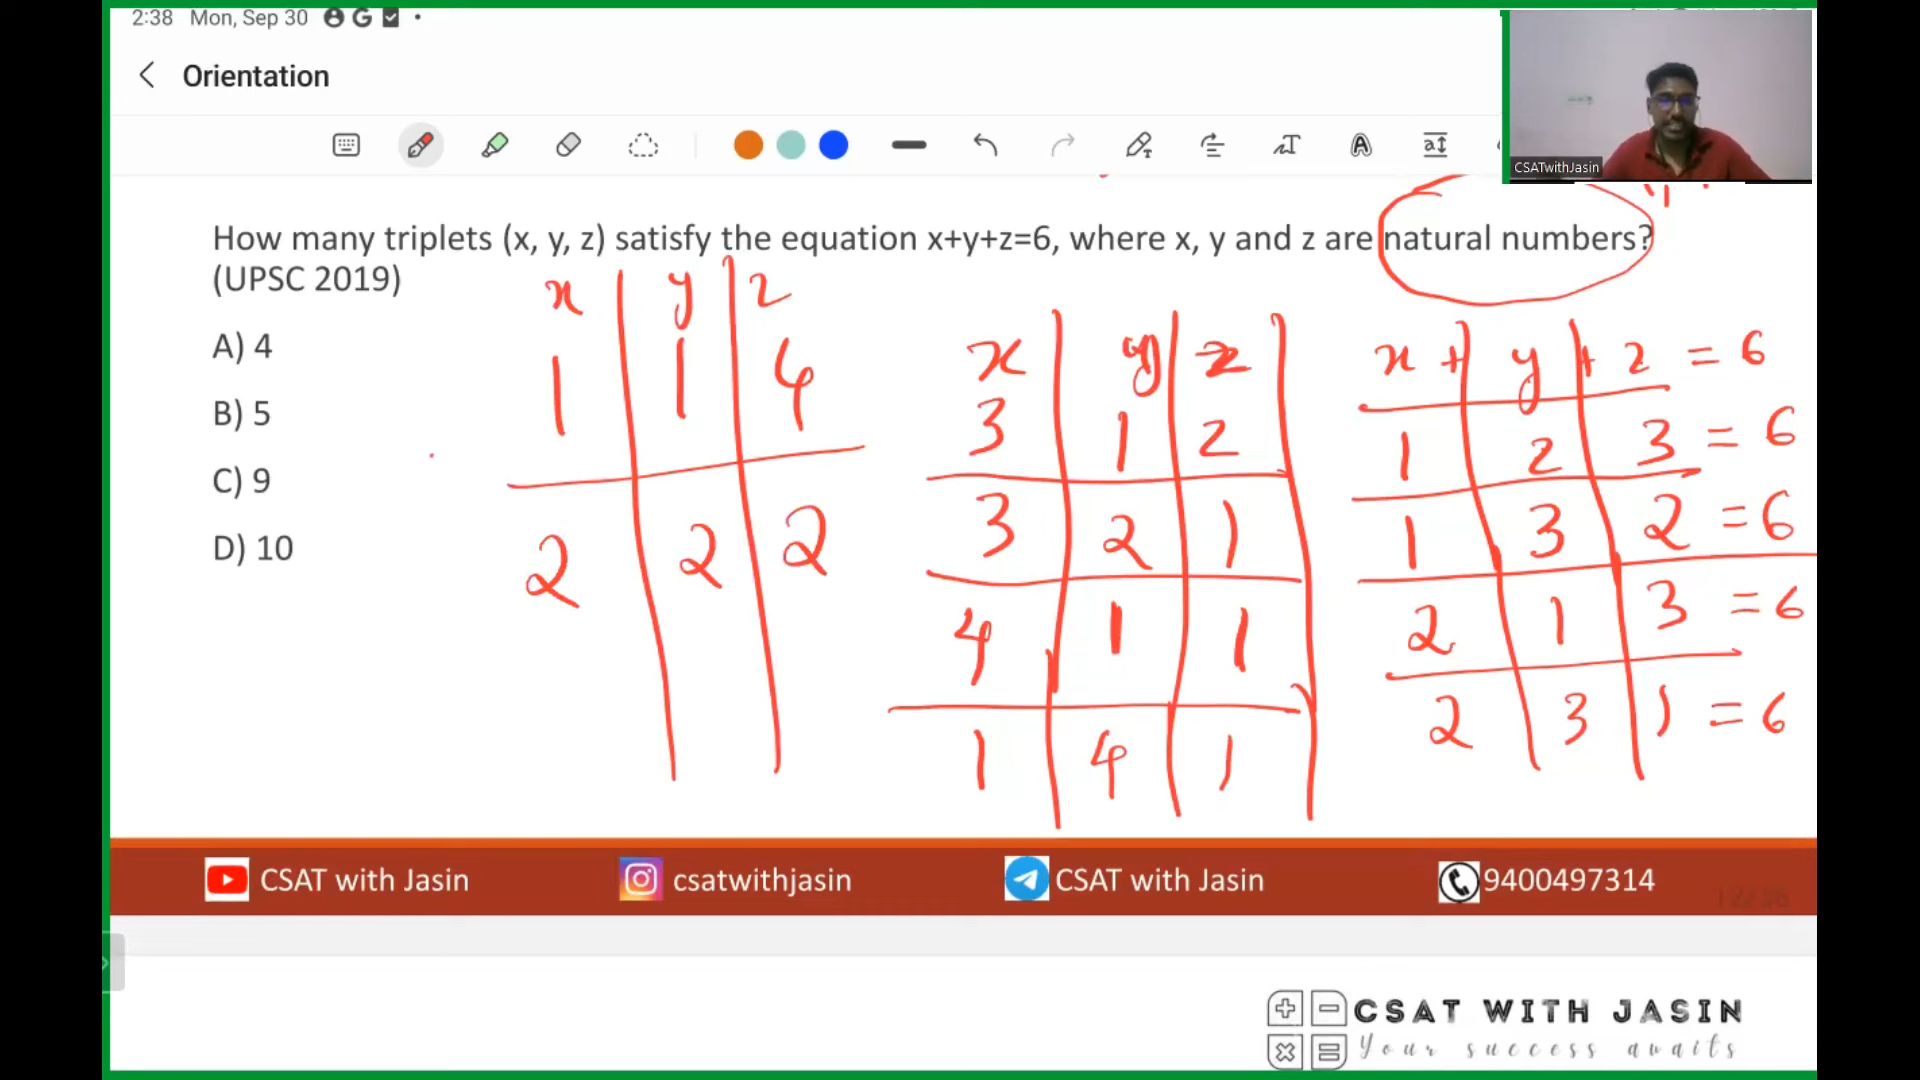 2:38 Mon, Sep 30
Orientation
CSATwithJasin
How many triplets (x, y, z) satisfy the equation x+y+z=6, where x, y and z are natural numbers?
(UPSC 2019)
A) 4
B) 5
C) 9
D) 10
x y z
1 1 4
2 2 2
x y z
3 1 2
3 2 1
4 1 1
1 4 1
x + y + z = 6
1 2 3 = 6
1 3 2 = 6
2 1 3 = 6
2 3 1 = 6
CSAT with Jasin
csatwithjasin
CSAT with Jasin
9400497314
CSAT WITH JASIN
Your success awaits